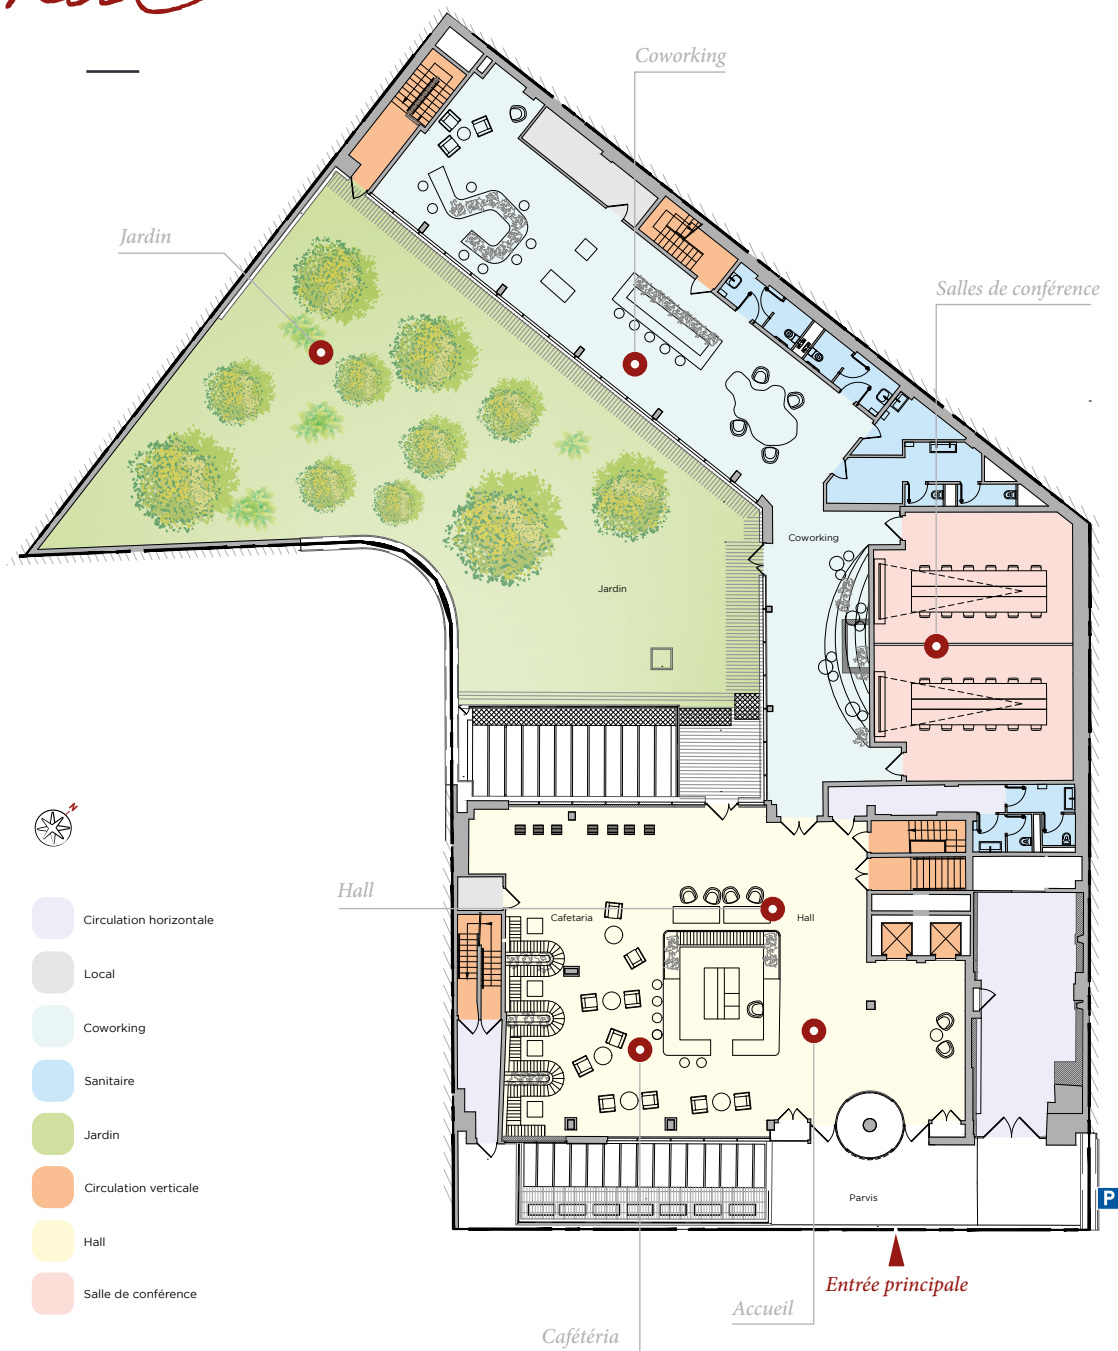 Coworking
Jardin
Salles de conférence
Coworking
Jardin
N
Hall
Cafetaria
Hall
Circulation horizontale
Local
Coworking
Sanitaire
Jardin
Circulation verticale
Hall
Salle de conférence
Parvis
P
Entrée principale
Accueil
Cafétéria